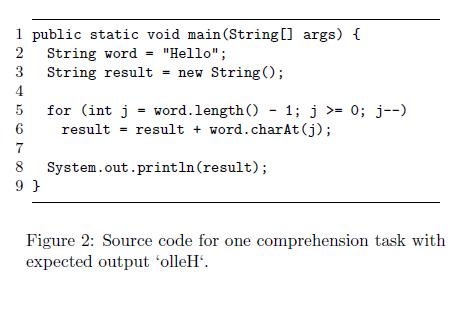 1 public static void main(String[] args) {
2   String word = "Hello";
3   String result = new String();
4
5   for (int j = word.length() - 1; j >= 0; j--)
6     result = result + word.charAt(j);
7
8   System.out.println(result);
9 }
Figure 2: Source code for one comprehension task with
expected output ‘olleH‘.